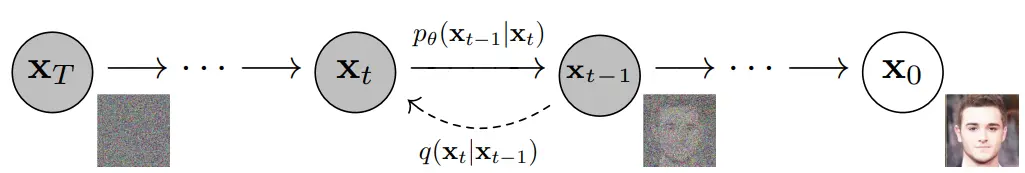 p_θ(x_{t−1}|x_t)
x_T ⟶ ··· ⟶ x_t ⟶ x_{t−1} ⟶ ··· ⟶ x_0
q(x_t|x_{t−1})